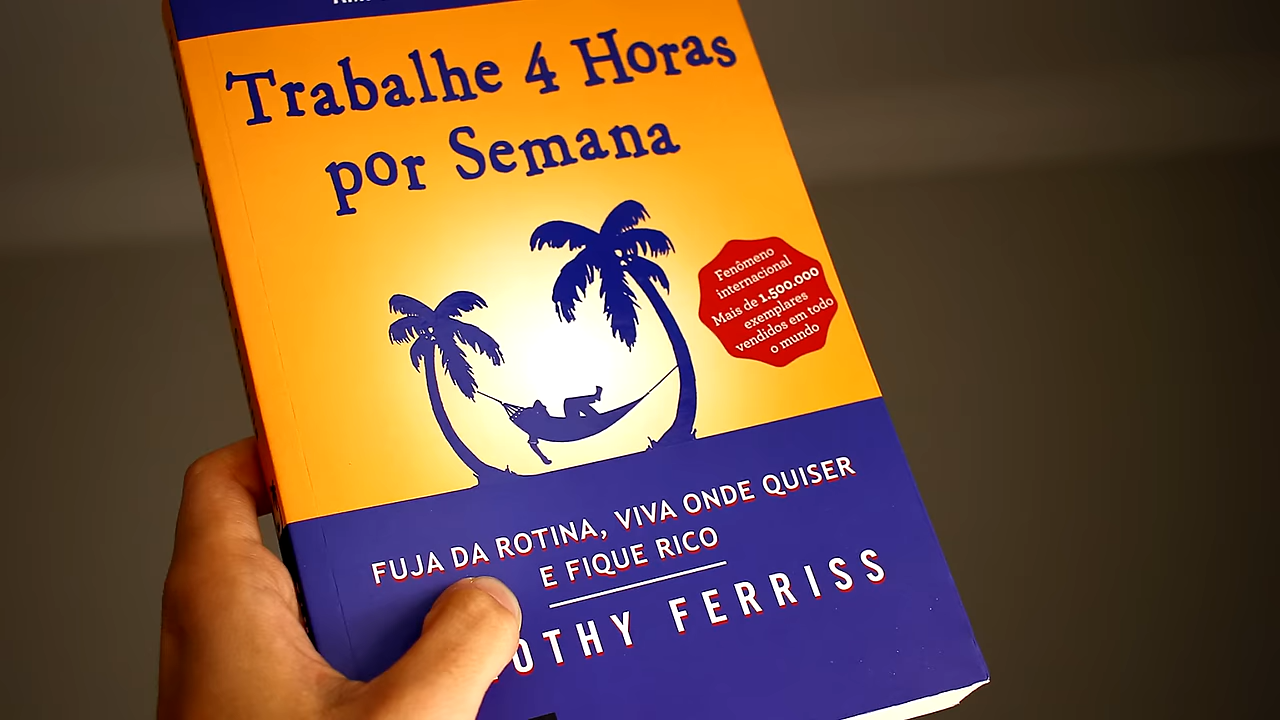 Trabalhe 4 Horas
por Semana
Fenômeno
internacional
Mais de 1.500.000
exemplares
vendidos em todo
o mundo
FUJA DA ROTINA, VIVA ONDE QUISER
E FIQUE RICO
OTHY FERRISS